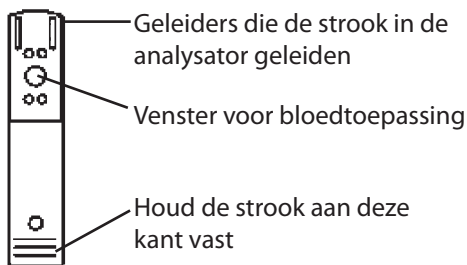 Geleiders die de strook in de
analysator geleiden
Venster voor bloedtoepassing
Houd de strook aan deze
kant vast